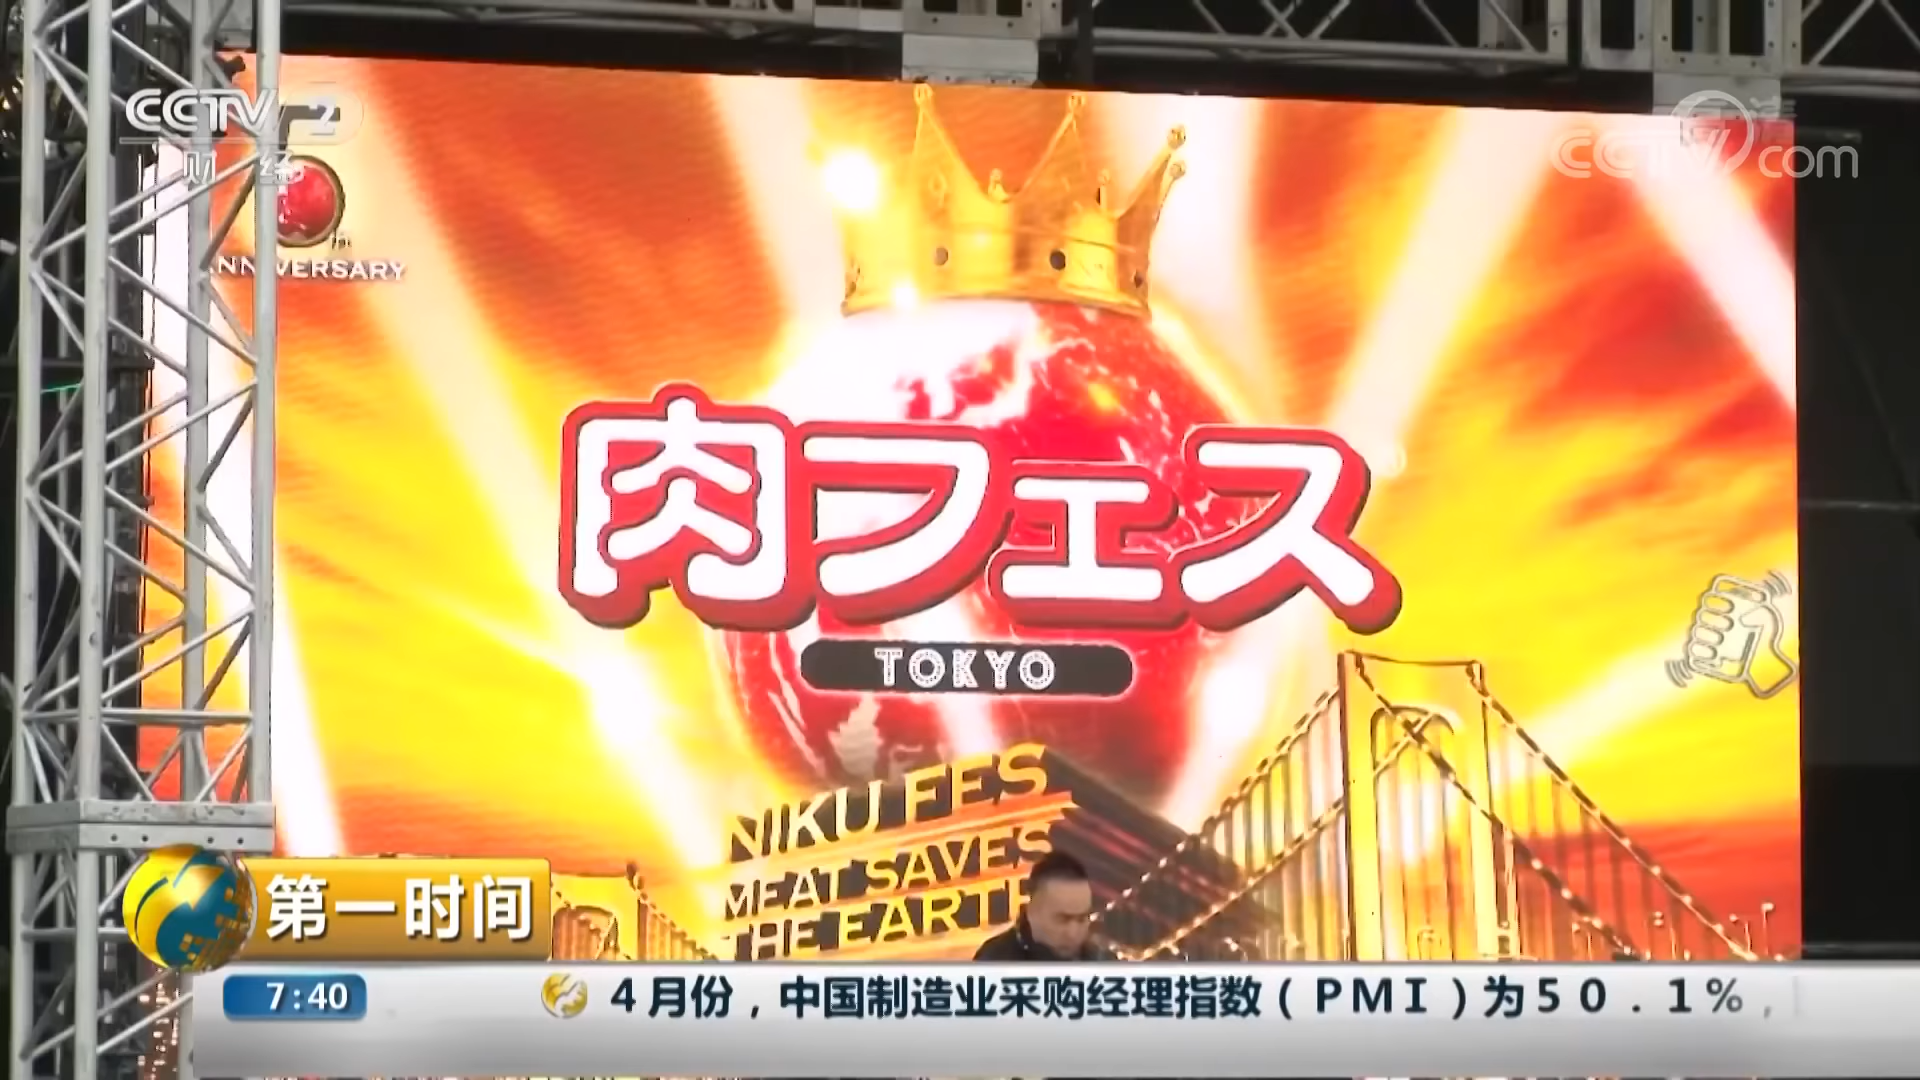 CCTV 2
财经
CCTV com
ANNIVERSARY
肉フェス
TOKYO
NIKU FES
MEAT SAVES
THE EARTH
第一时间
7:40
4月份，中国制造业采购经理指数（PMI）为50.1%，